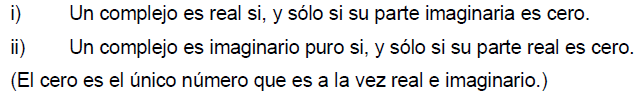 i) Un complejo es real si, y sólo si su parte imaginaria es cero.
ii) Un complejo es imaginario puro si, y sólo si su parte real es cero.
(El cero es el único número que es a la vez real e imaginario.)